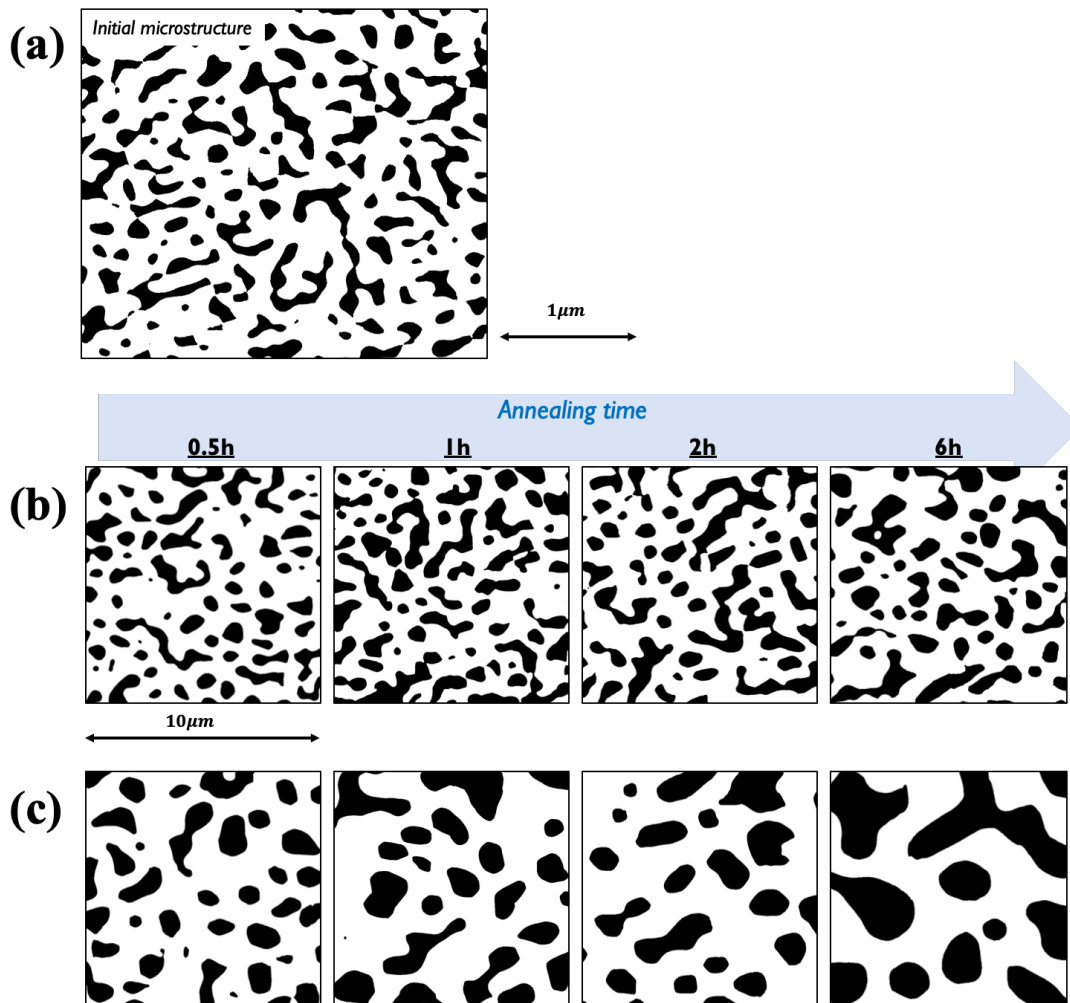 (a)
Initial microstructure
1μm
Annealing time
0.5h 1h 2h 6h
(b)
10μm
(c)